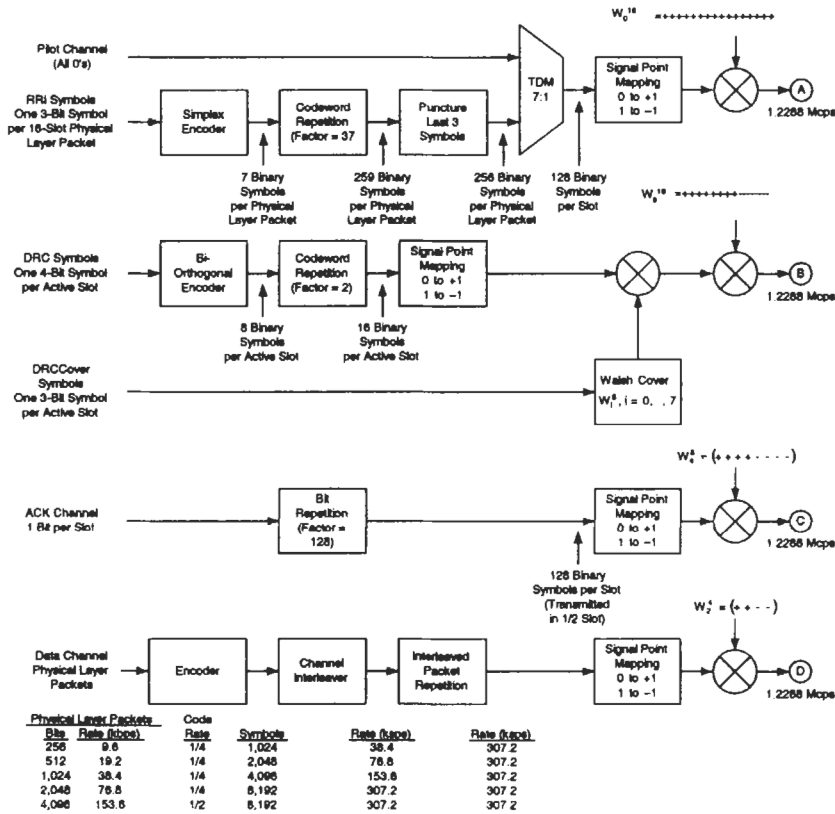 W₀¹⁶ =++++++++++++++++
Pilot Channel
(All 0's)
RRI Symbols
One 3-Bit Symbol
per 16-Slot Physical
Layer Packet
Simplex
Encoder
Codeword
Repetition
(Factor = 37
Puncture
Last 3
Symbols
TDM
7:1
Signal Point
Mapping
0 to +1
1 to −1
A
1.2288 Mcps
7 Binary
Symbols
per Physical
Layer Packet
259 Binary
Symbols
per Physical
Layer Packet
256 Binary
Symbols
per Physical
Layer Packet
128 Binary
Symbols
per Slot
DRC Symbols
One 4-Bit Symbol
per Active Slot
Bi-
Orthogonal
Encoder
Codeword
Repetition
(Factor = 2)
Signal Point
Mapping
0 to +1
1 to −1
B
1.2288 Mcps
8 Binary
Symbols
per Active Slot
16 Binary
Symbols
per Active Slot
DRCCover
Symbols
One 3-Bit Symbol
per Active Slot
Walsh Cover
Wᵢ⁸, i = 0, . , 7
W₄⁸ = (+ + + + - - - -)
ACK Channel
1 Bit per Slot
Bit
Repetition
(Factor =
128)
Signal Point
Mapping
0 to +1
1 to −1
C
1.2288 Mcps
128 Binary
Symbols per Slot
(Transmitted
in 1/2 Slot)
W₂⁴ = (+ + - -)
Data Channel
Physical Layer
Packets
Encoder
Channel
Interleaver
Interleaved
Packet
Repetition
Signal Point
Mapping
0 to +1
1 to −1
D
1.2288 Mcps
Physical Layer Packets Code
Bits Rate (kbps) Rate Symbols Rate (ksps) Rate (ksps)
256 9.6 1/4 1,024 38.4 307.2
512 19.2 1/4 2,048 76.8 307.2
1,024 38.4 1/4 4,096 153.6 307.2
2,048 76.8 1/4 8,192 307.2 307.2
4,096 153.6 1/2 8,192 307.2 307 2